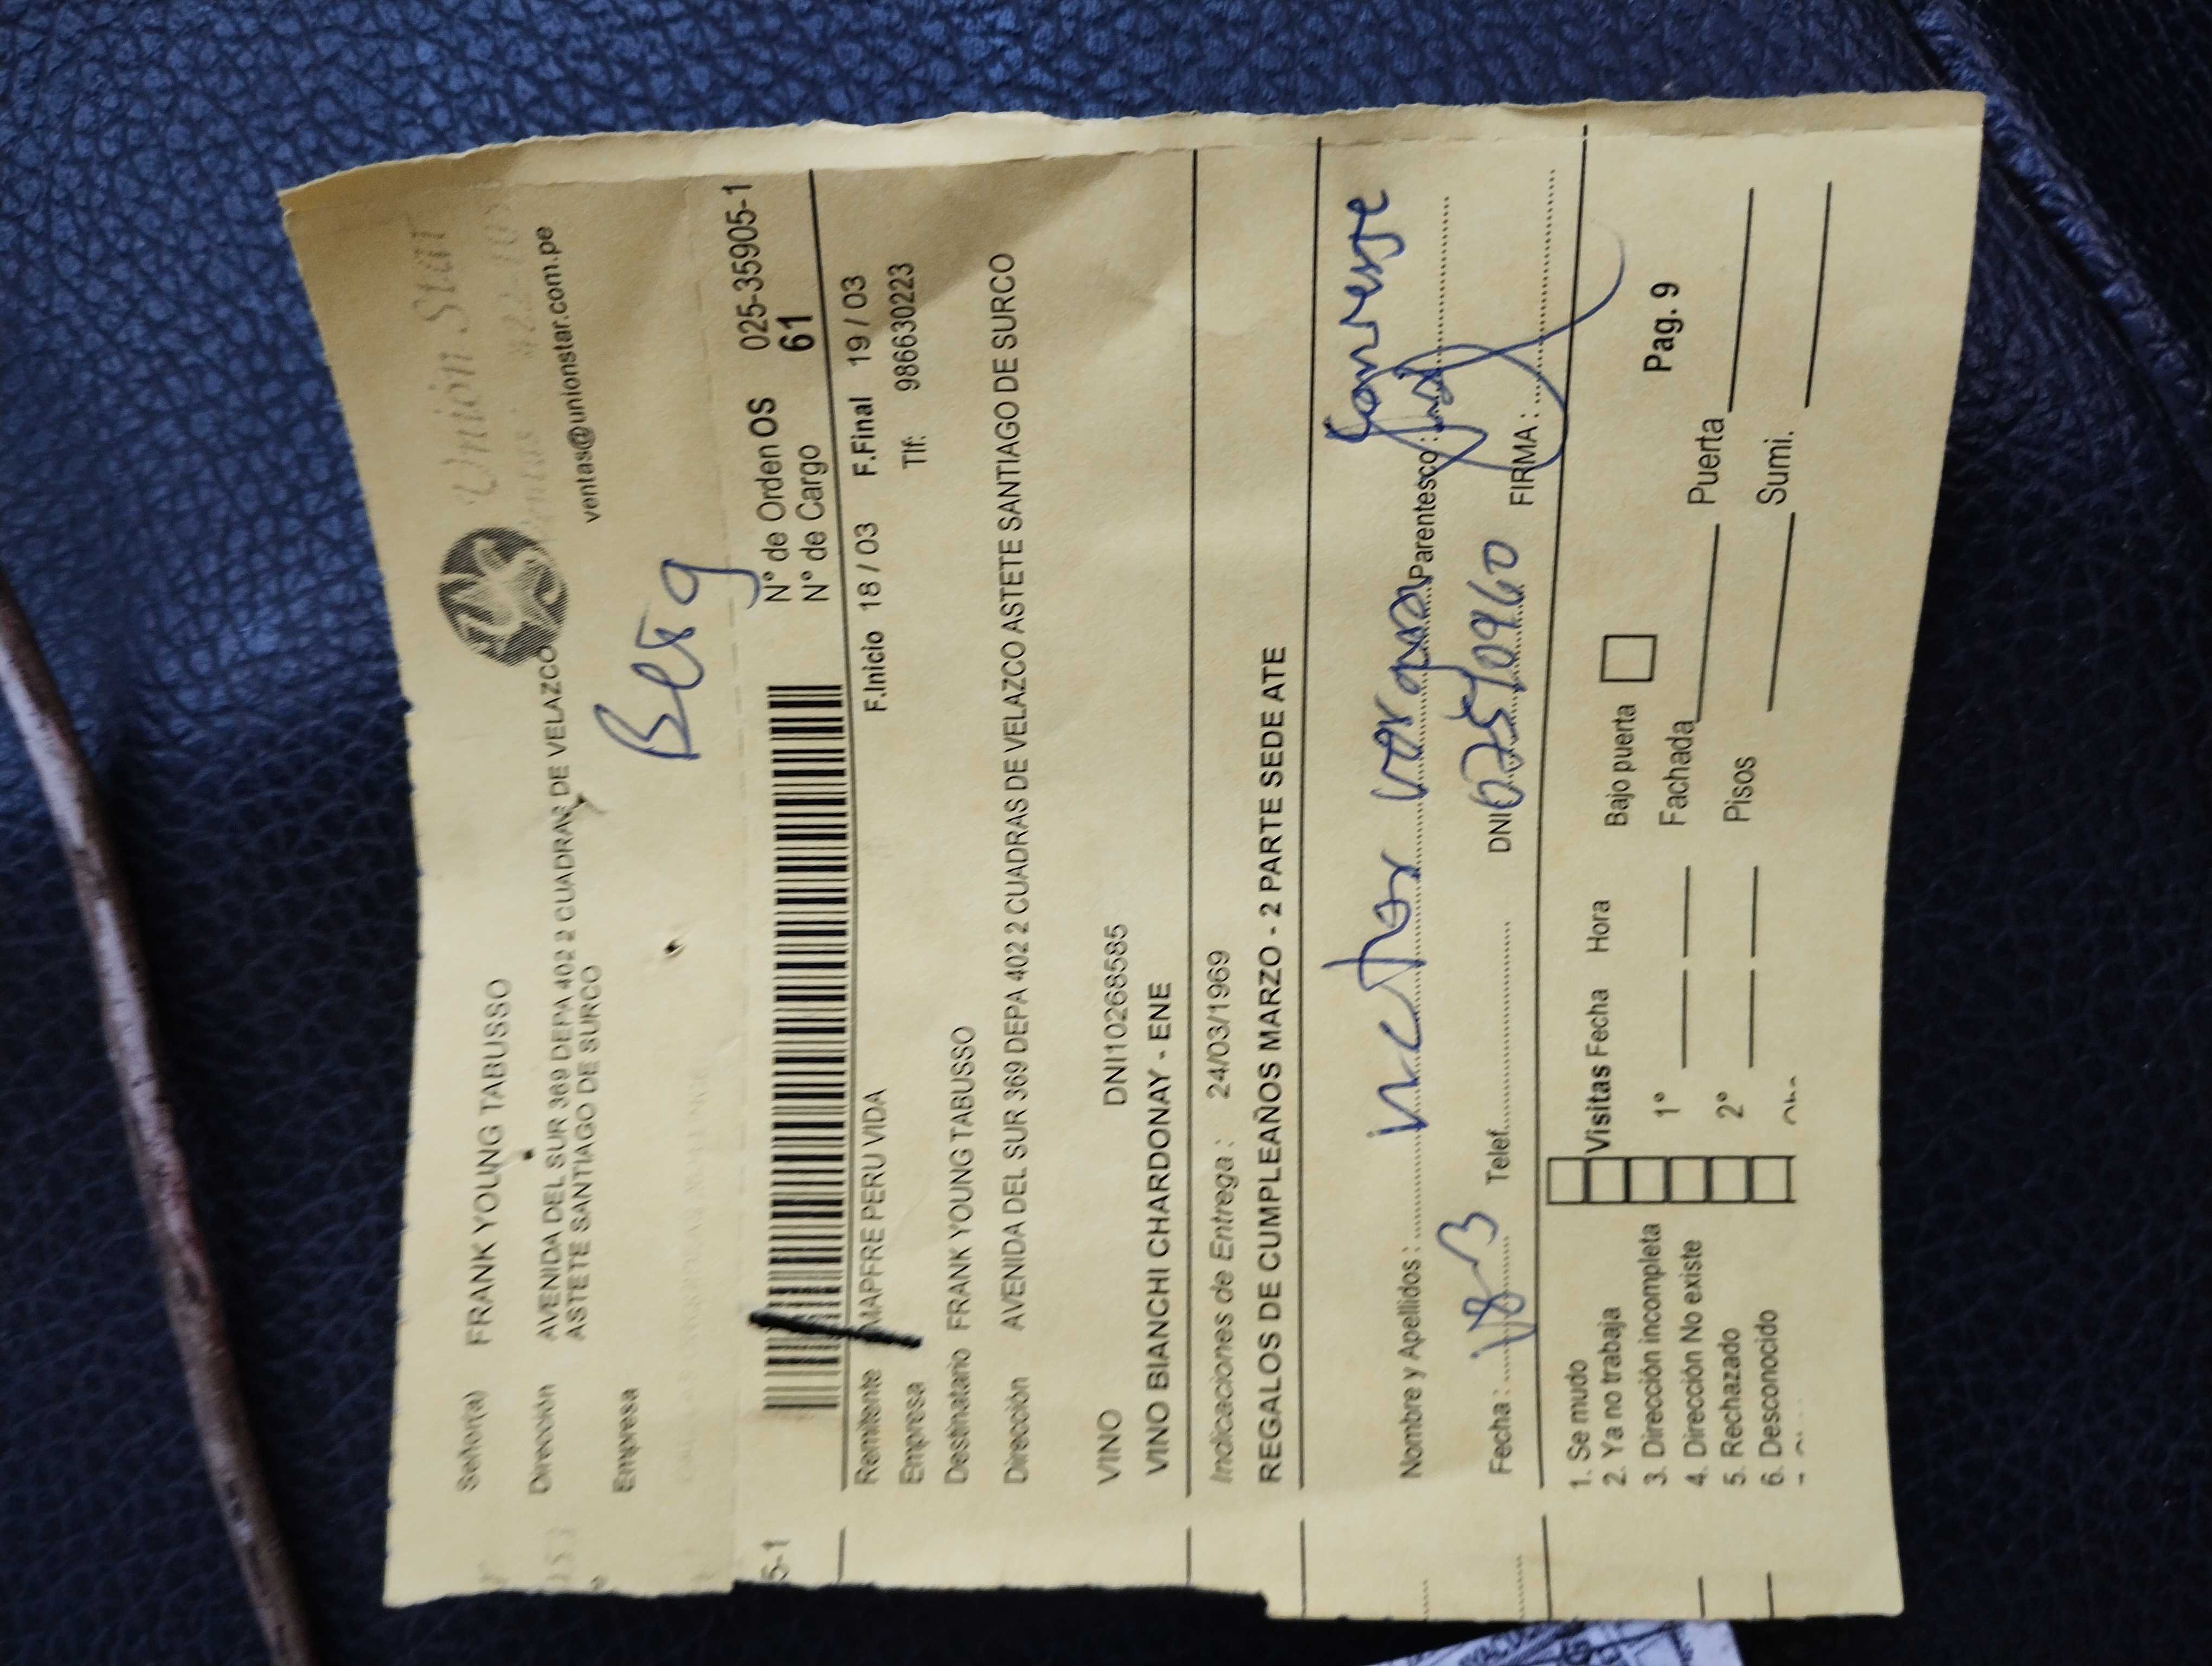 Unión Star
ventas@unionstar.com.pe
Señor(a) FRANK YOUNG TABUSSO
Dirección AVENIDA DEL SUR 369 DEPA 402 2 CUADRAS DE VELAZCO
ASTETE SANTIAGO DE SURCO
Empresa
5-1
N° de Orden OS 025-35905-1
N° de Cargo 61
F.Inicio 18 / 03 F.Final 19 / 03
Remitente MAPFRE PERU VIDA
Empresa Tlf: 986630223
Destinatario FRANK YOUNG TABUSSO
Dirección AVENIDA DEL SUR 369 DEPA 402 2 CUADRAS DE VELAZCO ASTETE SANTIAGO DE SURCO
VINO DNI10268585
VINO BIANCHI CHARDONAY - ENE
Indicaciones de Entrega : 24/03/1969
REGALOS DE CUMPLEAÑOS MARZO - 2 PARTE SEDE ATE
Nombre y Apellidos : Parentesco :
Fecha : 18-3 Telef. DNI FIRMA :
1. Se mudo
2. Ya no trabaja
3. Dirección incompleta
4. Dirección No existe
5. Rechazado
6. Desconocido
Visitas Fecha Hora Bajo puerta
1° Fachada Puerta
2° Pisos Sumi.
Pag. 9